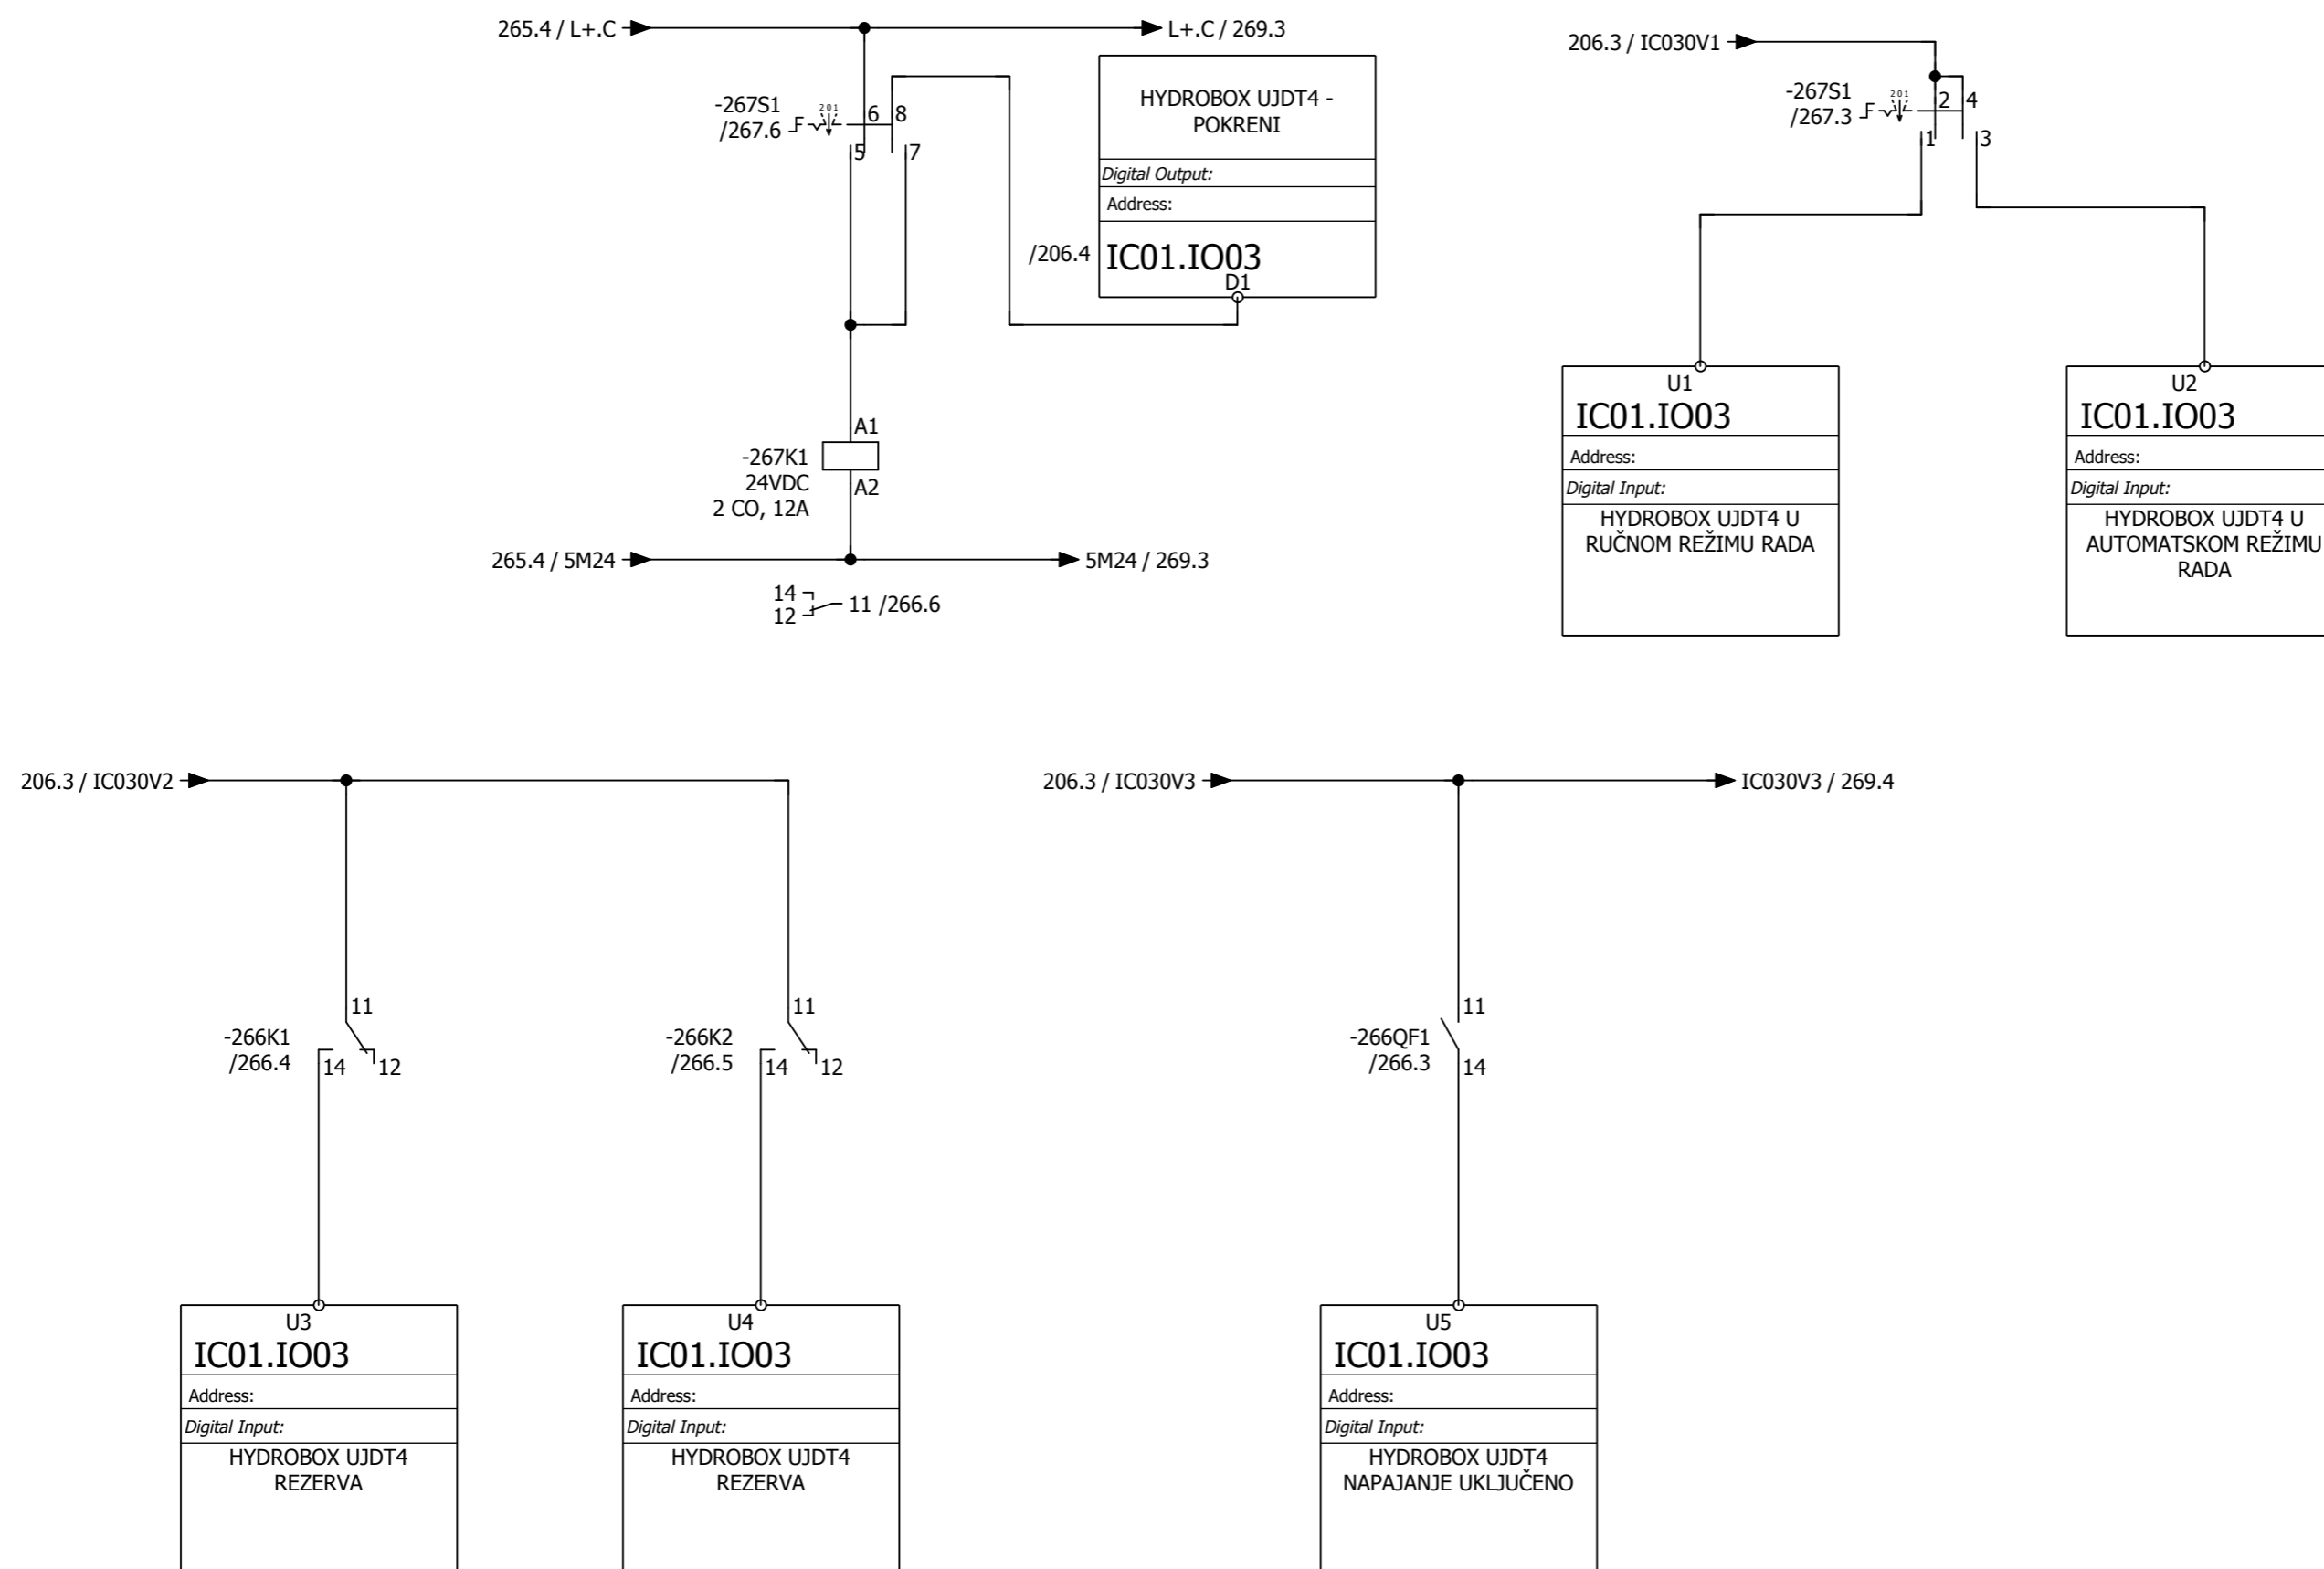 265.4 / L+.C
L+.C / 269.3
-267S1
/267.6
2 0 1
6
8
5
7
HYDROBOX UJDT4 -
POKRENI
Digital Output:
Address:
/206.4
IC01.IO03
D1
A1
-267K1
24VDC
2 CO, 12A
A2
265.4 / 5M24
5M24 / 269.3
14
12
11 /266.6
206.3 / IC030V1
-267S1
/267.3
2 0 1
2
4
1
3
U1
IC01.IO03
Address:
Digital Input:
HYDROBOX UJDT4 U
RUČNOM REŽIMU RADA
U2
IC01.IO03
Address:
Digital Input:
HYDROBOX UJDT4 U
AUTOMATSKOM REŽIMU
RADA
206.3 / IC030V2
11
-266K1
/266.4
14
12
11
-266K2
/266.5
14
12
206.3 / IC030V3
IC030V3 / 269.4
11
-266QF1
/266.3
14
U3
IC01.IO03
Address:
Digital Input:
HYDROBOX UJDT4
REZERVA
U4
IC01.IO03
Address:
Digital Input:
HYDROBOX UJDT4
REZERVA
U5
IC01.IO03
Address:
Digital Input:
HYDROBOX UJDT4
NAPAJANJE UKLJUČENO